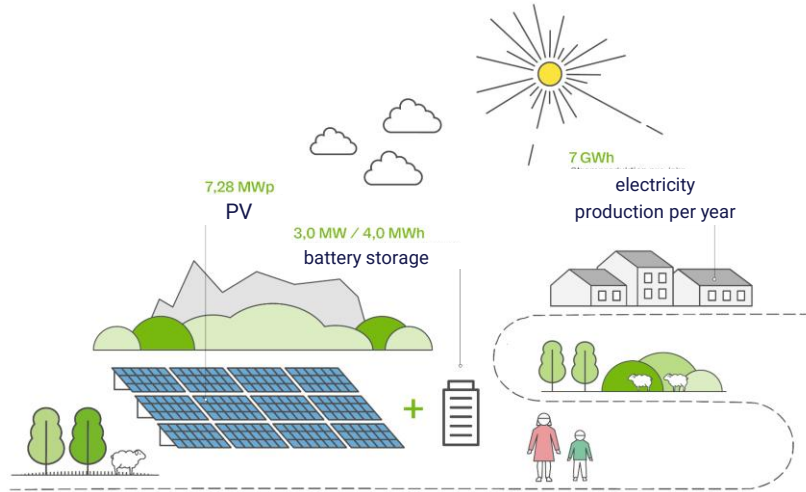 7 GWh
electricity
production per year
7,28 MWp
PV
3,0 MW / 4,0 MWh
battery storage